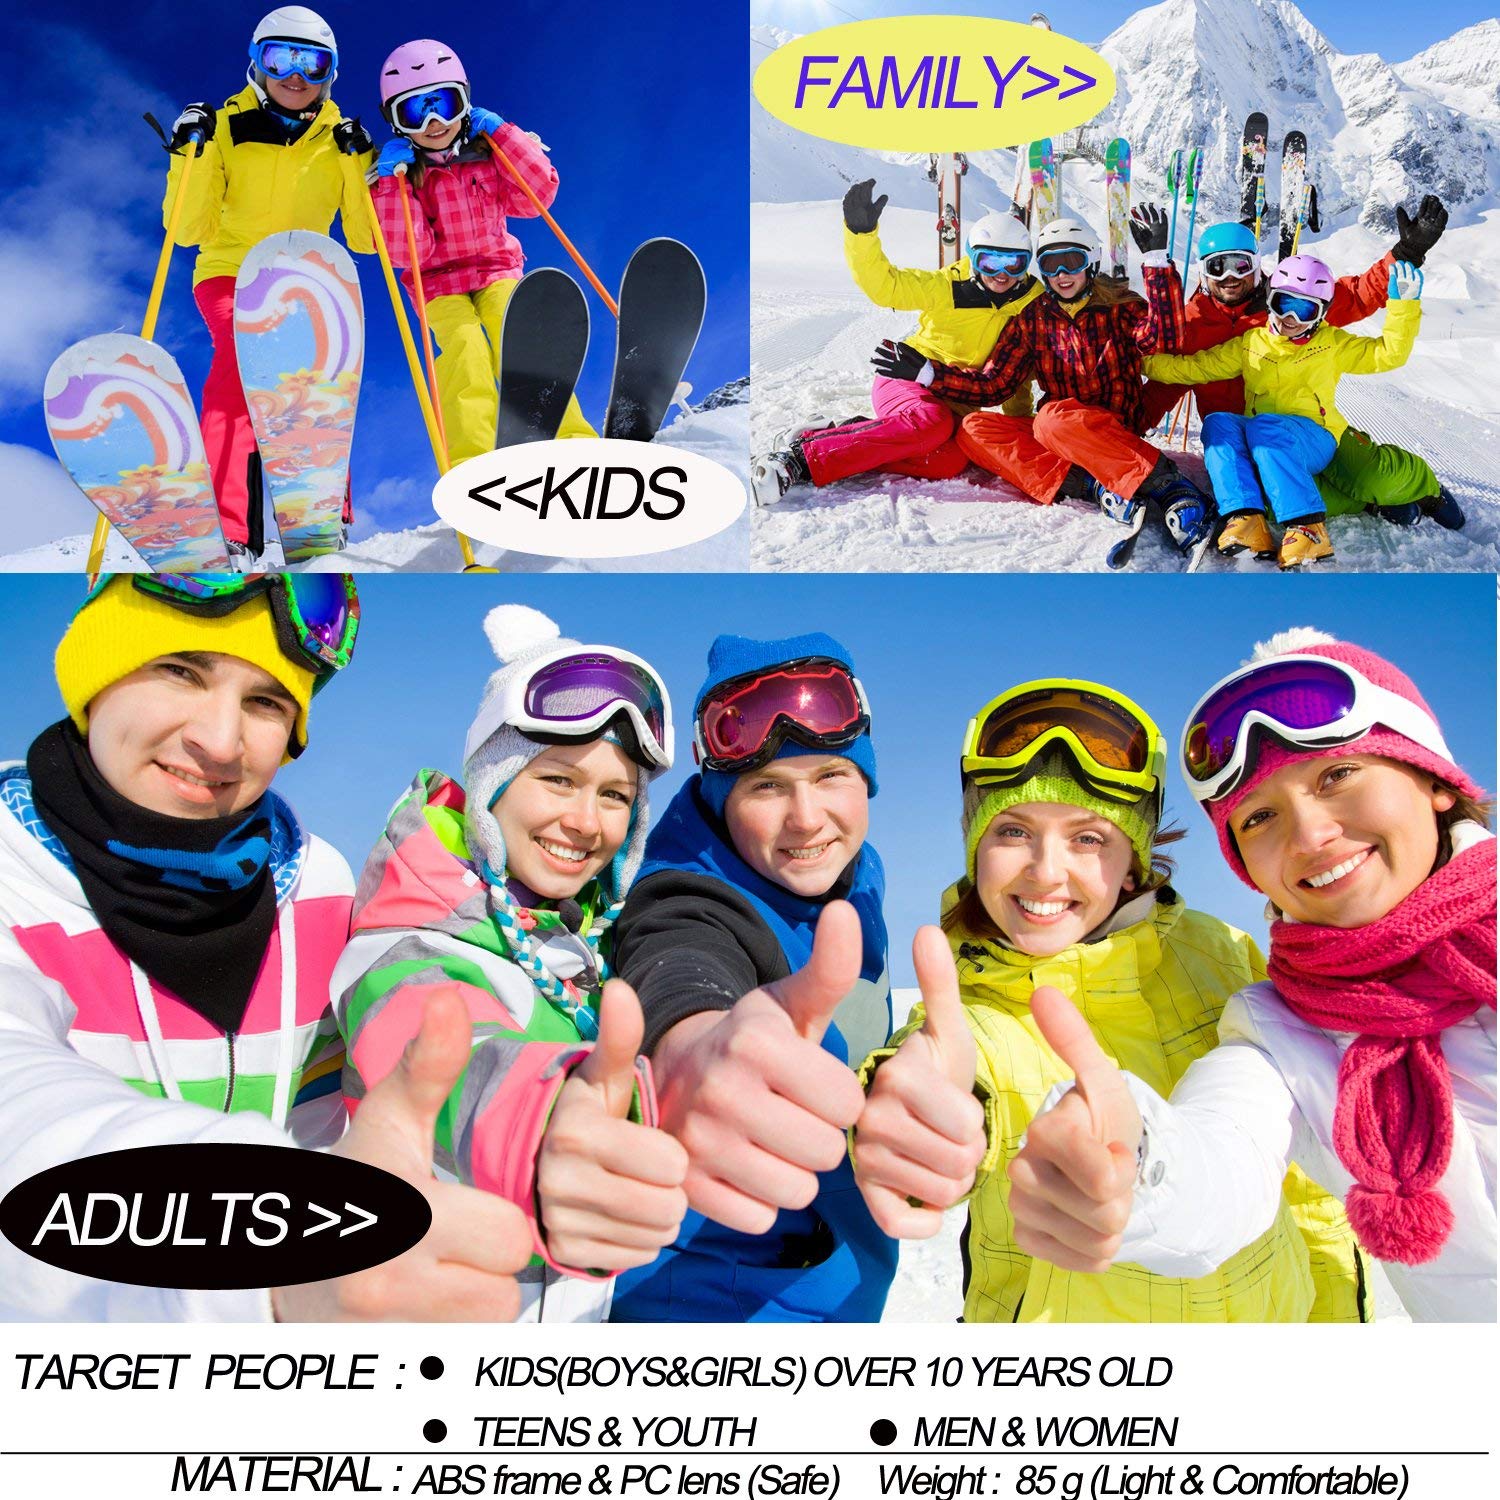 FAMILY>>
<<KIDS
ADULTS >>
TARGET PEOPLE : ● KIDS(BOYS&GIRLS) OVER 10 YEARS OLD
● TEENS & YOUTH ● MEN & WOMEN
MATERIAL : ABS frame & PC lens (Safe) Weight : 85 g (Light & Comfortable)